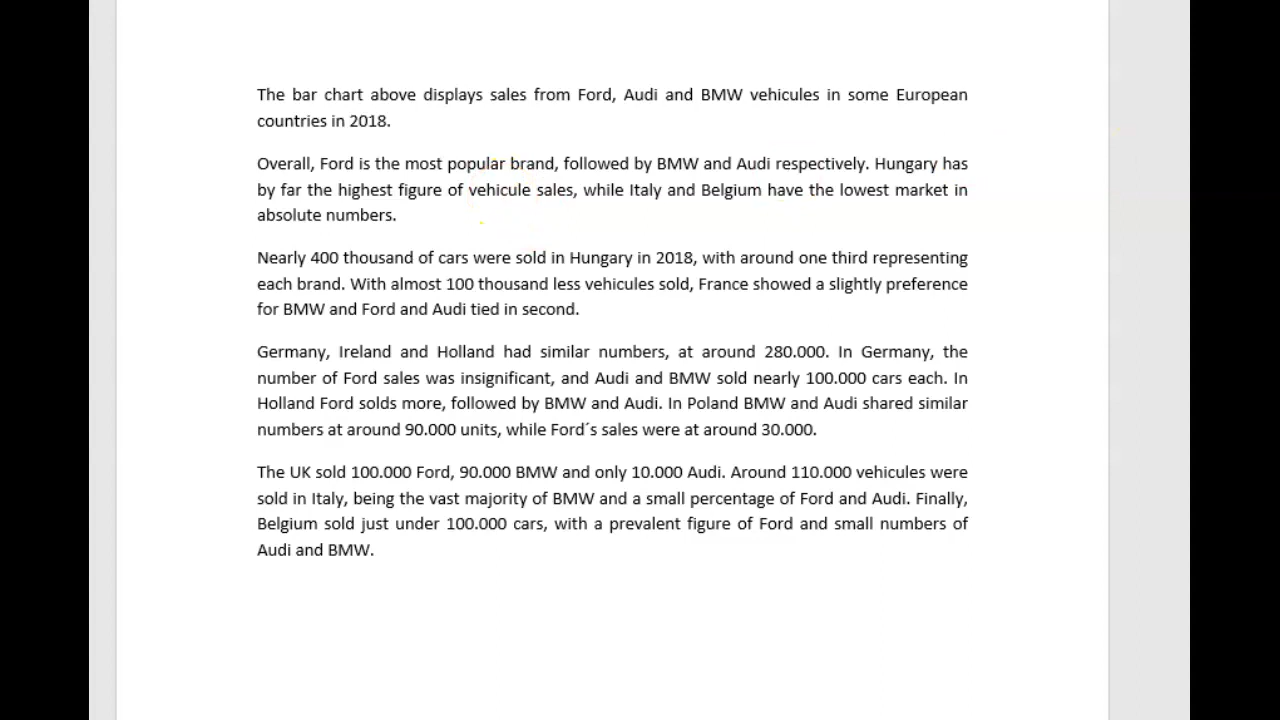 The bar chart above displays sales from Ford, Audi and BMW vehicules in some European
countries in 2018.
Overall, Ford is the most popular brand, followed by BMW and Audi respectively. Hungary has
by far the highest figure of vehicule sales, while Italy and Belgium have the lowest market in
absolute numbers.
Nearly 400 thousand of cars were sold in Hungary in 2018, with around one third representing
each brand. With almost 100 thousand less vehicules sold, France showed a slightly preference
for BMW and Ford and Audi tied in second.
Germany, Ireland and Holland had similar numbers, at around 280.000. In Germany, the
number of Ford sales was insignificant, and Audi and BMW sold nearly 100.000 cars each. In
Holland Ford solds more, followed by BMW and Audi. In Poland BMW and Audi shared similar
numbers at around 90.000 units, while Ford´s sales were at around 30.000.
The UK sold 100.000 Ford, 90.000 BMW and only 10.000 Audi. Around 110.000 vehicules were
sold in Italy, being the vast majority of BMW and a small percentage of Ford and Audi. Finally,
Belgium sold just under 100.000 cars, with a prevalent figure of Ford and small numbers of
Audi and BMW.